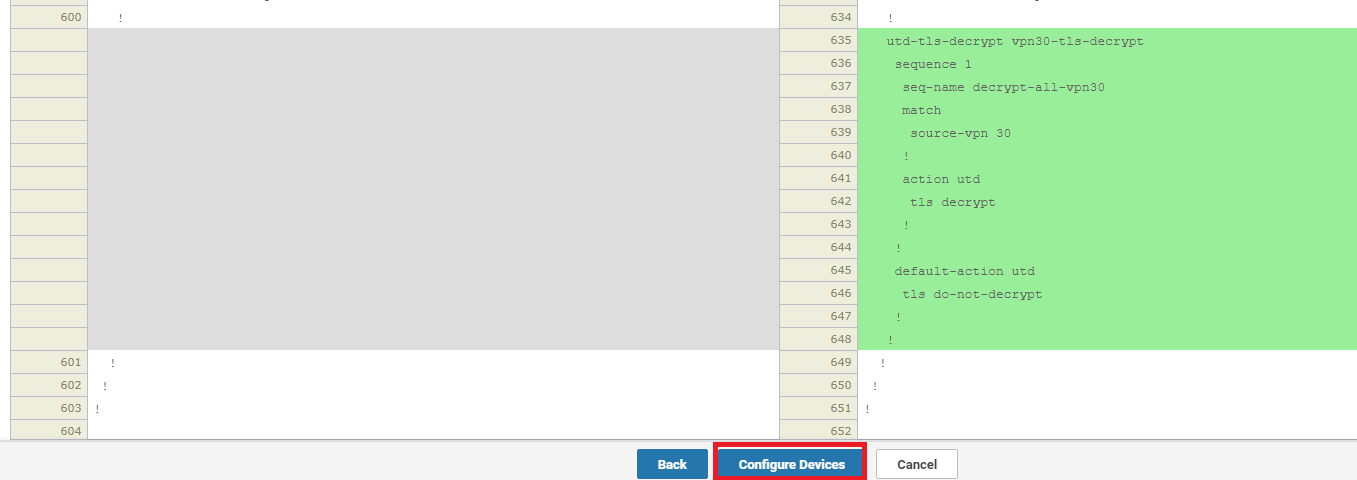 600 ! 634 !
635 utd-tls-decrypt vpn30-tls-decrypt
636 sequence 1
637 seq-name decrypt-all-vpn30
638 match
639 source-vpn 30
640 !
641 action utd
642 tls decrypt
643 !
644 !
645 default-action utd
646 tls do-not-decrypt
647 !
648 !
601 ! 649 !
602 ! 650 !
603 ! 651 !
604 652
Back Configure Devices Cancel